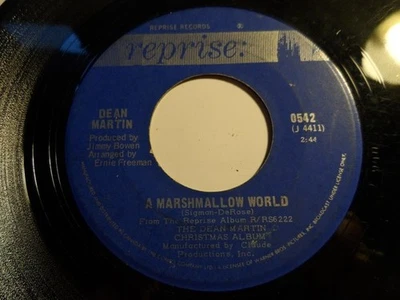 REPRISE RECORDS
reprise:
DEAN
MARTIN
Produced by
Jimmy Bowen
Arranged by
Ernie Freeman
0542
(J 4411)
2:44
A MARSHMALLOW WORLD
(Sigman-DeRose)
From The Reprise Album R/RS6222
THE DEAN MARTIN
CHRISTMAS ALBUM
Manufactured by Claude
Productions, Inc.